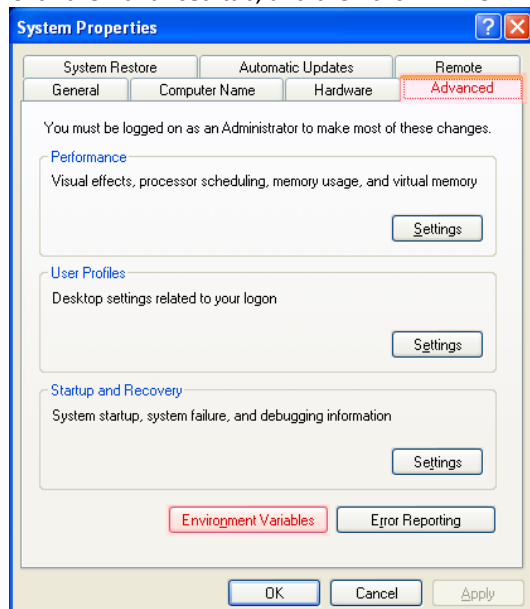 System Properties
System Restore Automatic Updates Remote
General Computer Name Hardware Advanced
You must be logged on as an Administrator to make most of these changes.
Performance
Visual effects, processor scheduling, memory usage, and virtual memory
Settings
User Profiles
Desktop settings related to your logon
Settings
Startup and Recovery
System startup, system failure, and debugging information
Settings
Environment Variables Error Reporting
OK Cancel Apply